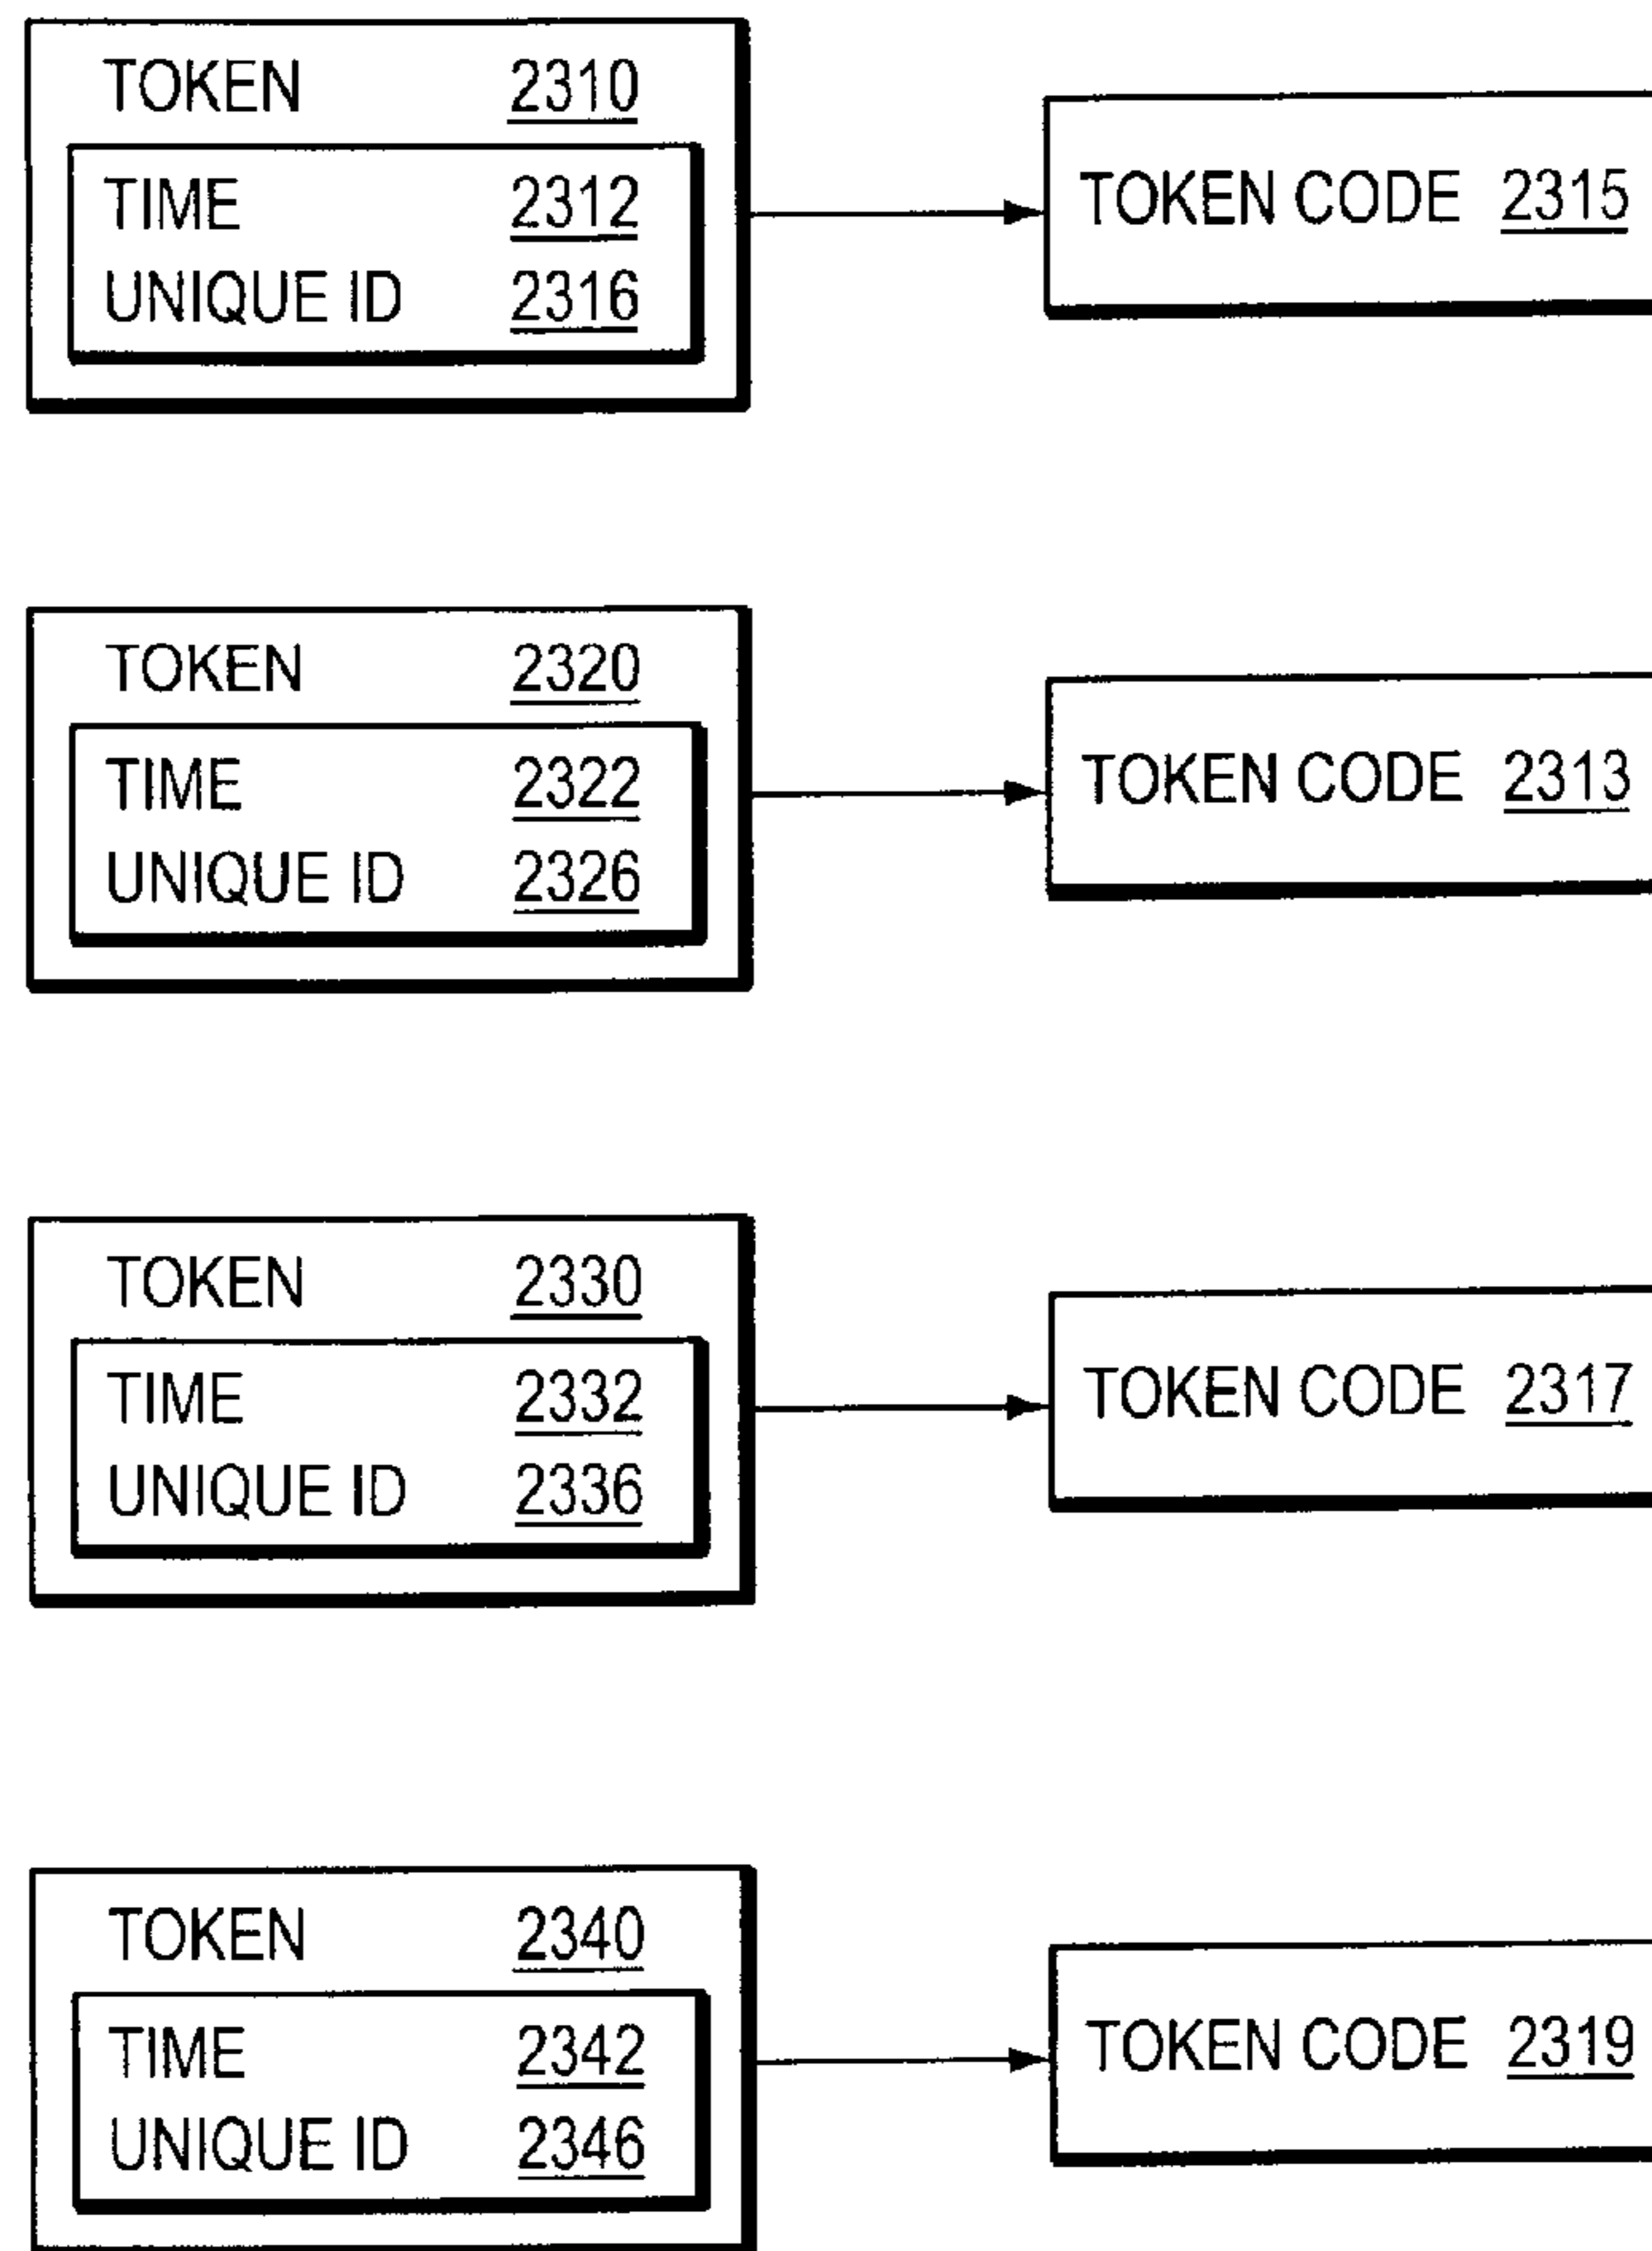 TOKEN 2310
TIME 2312
UNIQUE ID 2316
TOKEN CODE 2315
TOKEN 2320
TIME 2322
UNIQUE ID 2326
TOKEN CODE 2313
TOKEN 2330
TIME 2332
UNIQUE ID 2336
TOKEN CODE 2317
TOKEN 2340
TIME 2342
UNIQUE ID 2346
TOKEN CODE 2319